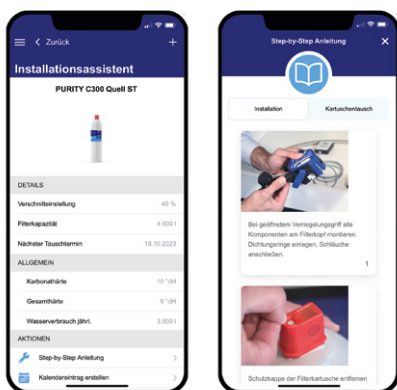 Zurück
Installationsassistent
PURITY C300 Quell ST
DETAILS
Verschnitteinstellung 40 %
Filterkapazität 4.000 l
Nächster Tauschtermin 18.10.2023
ALLGEMEIN
Karbonathärte 10 °dH
Gesamthärte 9 °dH
Wasserverbrauch jährl. 3.000 l
AKTIONEN
Step-by-Step Anleitung
Kalendereintrag erstellen
Step-by-Step Anleitung
Installation Kartuschentausch
Bei geöffnetem Verriegelungsgriff alle
Komponenten am Filterkopf montieren.
Dichtungsringe einlegen, Schläuche
anschließen.
1
Schutzkappe der Filterkartusche entfernen